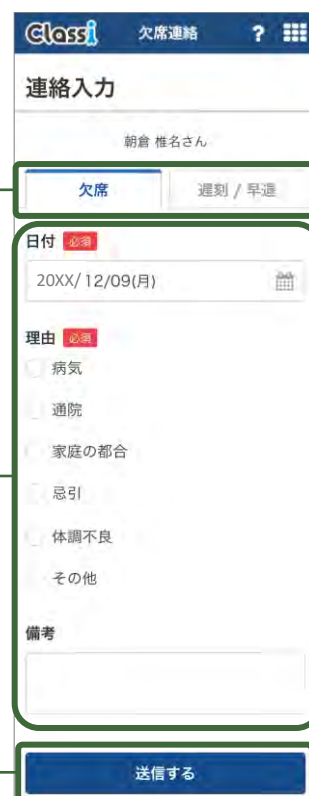 Classi 欠席連絡 ?
連絡入力
朝倉 椎名さん
欠席 遅刻 / 早退
日付 必須
20XX/ 12/09(月)
理由 必須
病気
通院
家庭の都合
忌引
体調不良
その他
備考
送信する